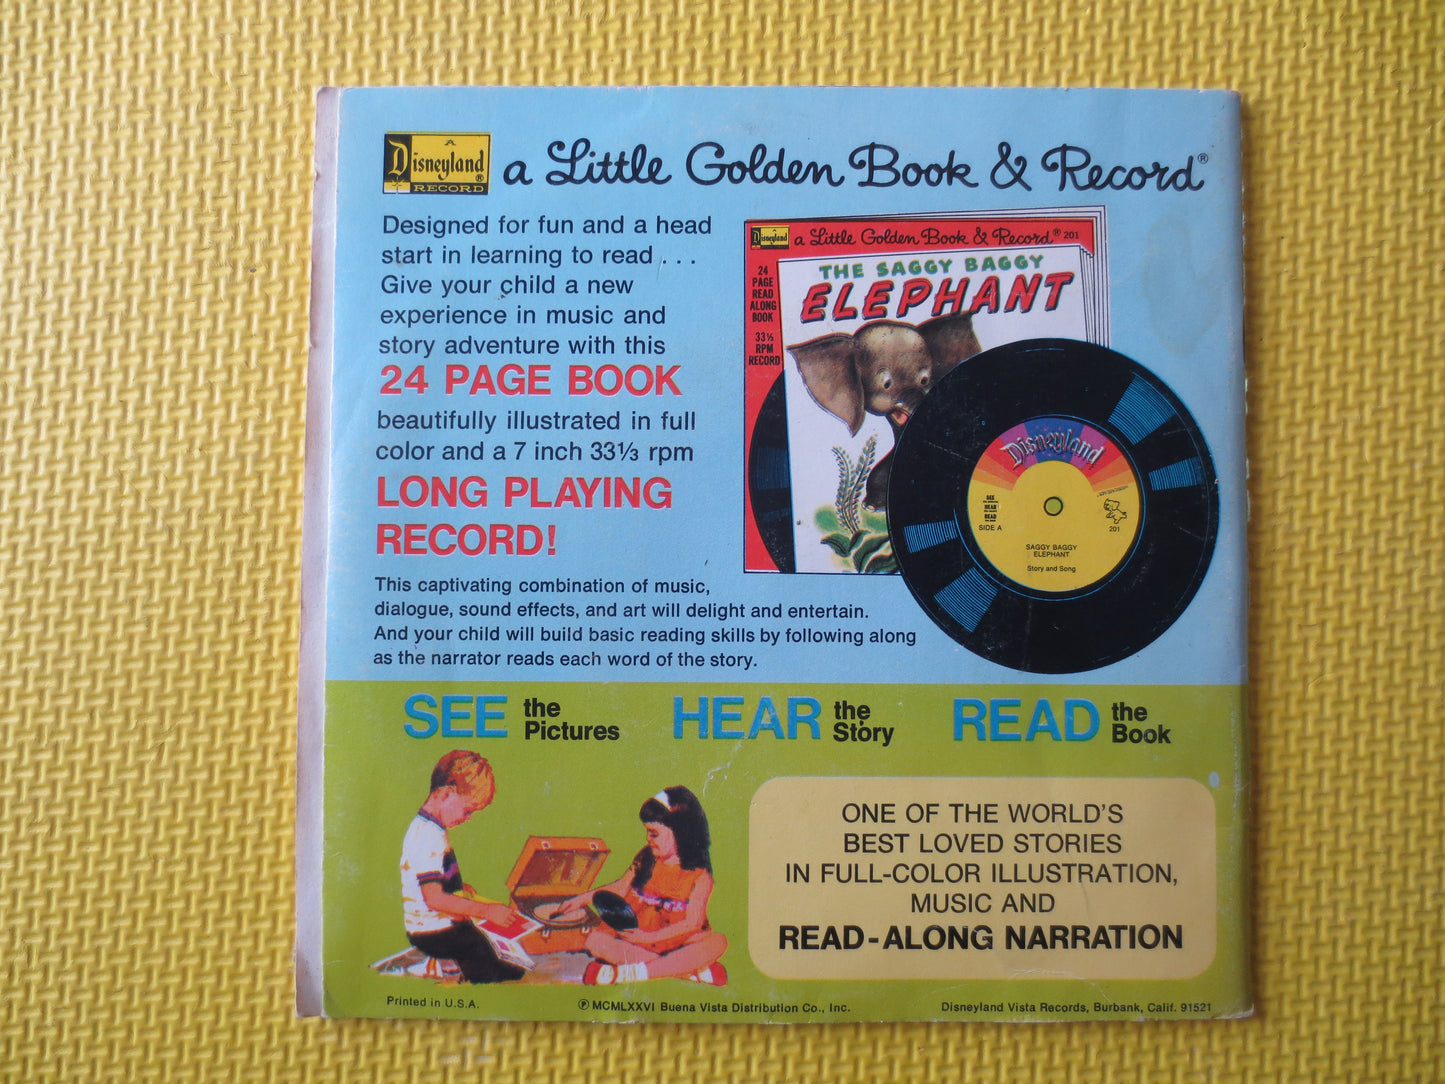 A
Disneyland®
RECORD
a Little Golden Book & Record®
Designed for fun and a head
start in learning to read . . .
Give your child a new
experience in music and
story adventure with this
24 PAGE BOOK
beautifully illustrated in full
color and a 7 inch 33⅓ rpm
LONG PLAYING
RECORD!
This captivating combination of music,
dialogue, sound effects, and art will delight and entertain.
And your child will build basic reading skills by following along
as the narrator reads each word of the story.
Disneyland
a Little Golden Book & Record® 201
24
PAGE
READ
ALONG
BOOK
33⅓
RPM
RECORD
THE SAGGY BAGGY
ELEPHANT
Disneyland
SEE
HEAR
READ
SIDE A
201
SAGGY BAGGY
ELEPHANT
Story and Song
SEE the Pictures
HEAR the Story
READ the Book
ONE OF THE WORLD'S
BEST LOVED STORIES
IN FULL-COLOR ILLUSTRATION,
MUSIC AND
READ-ALONG NARRATION
Printed in U.S.A.
℗ MCMLXXVI Buena Vista Distribution Co., Inc.
Disneyland Vista Records, Burbank, Calif. 91521